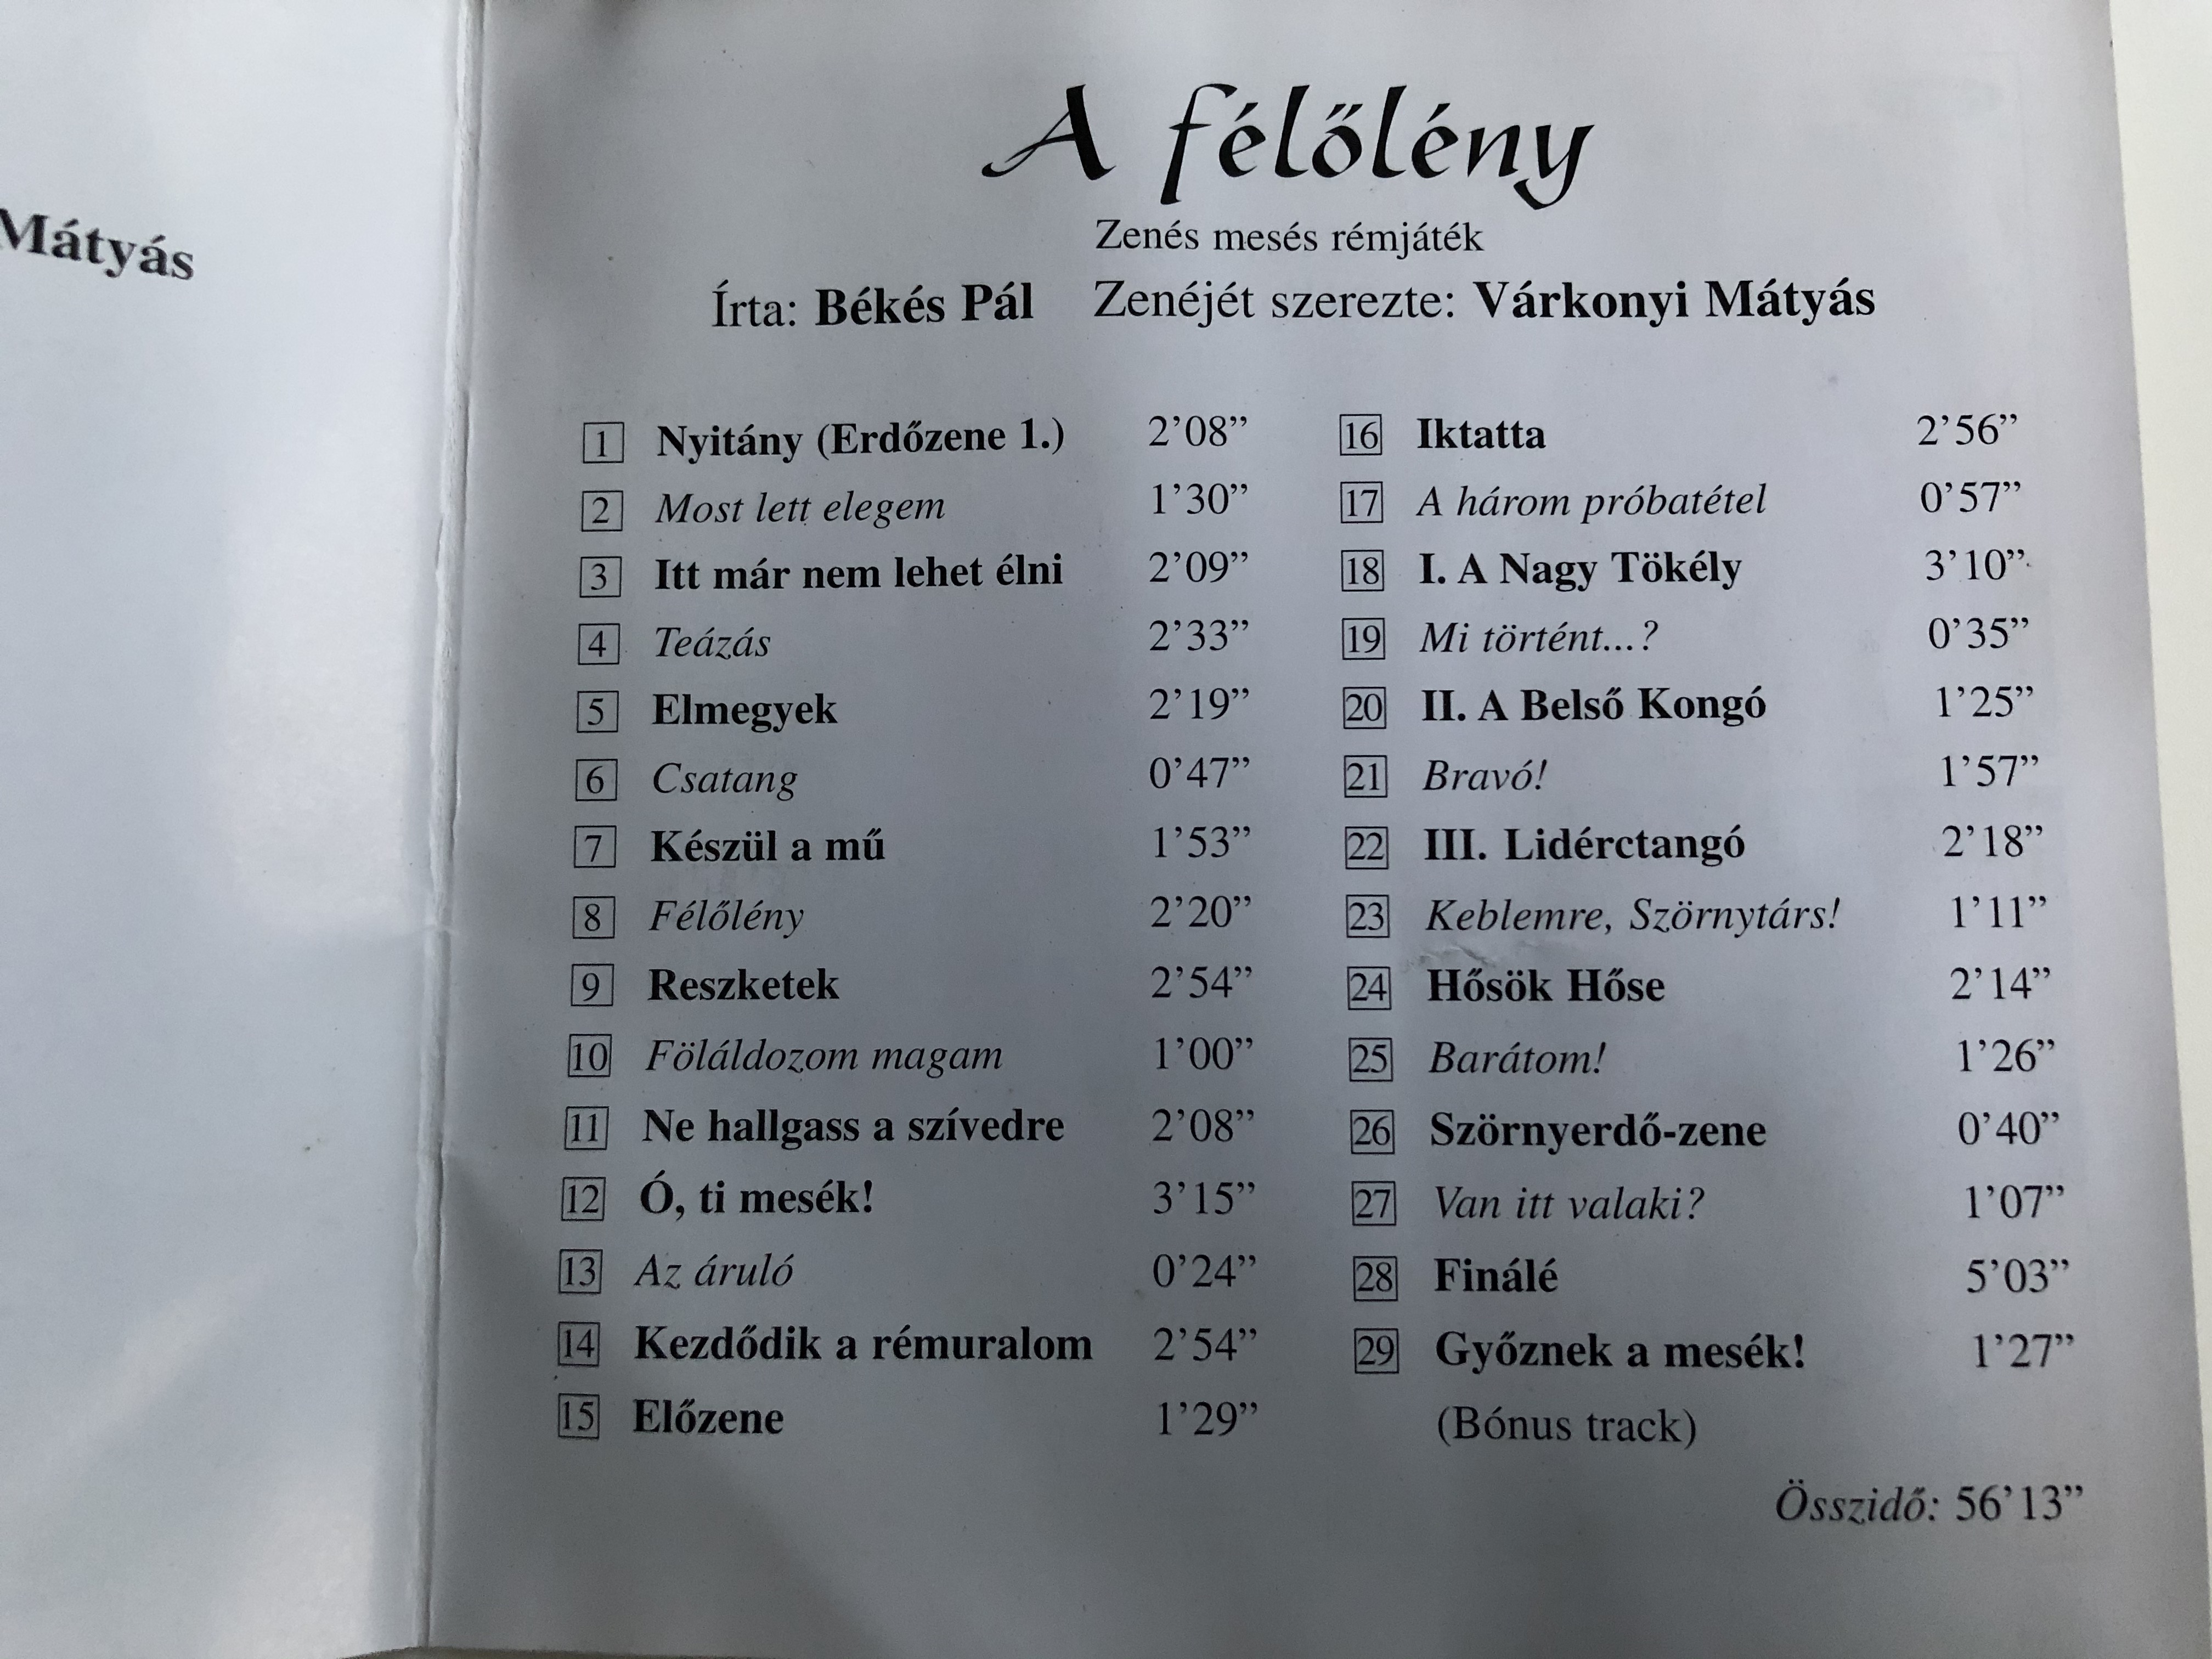 Mátyás
A félőlény
Zenés mesés rémjáték
Írta: Békés Pál Zenéjét szerezte: Várkonyi Mátyás
1 Nyitány (Erdőzene 1.) 2’08”
2 Most lett elegem 1’30”
3 Itt már nem lehet élni 2’09”
4 Teázás 2’33”
5 Elmegyek 2’19”
6 Csatang 0’47”
7 Készül a mű 1’53”
8 Félőlény 2’20”
9 Reszketek 2’54”
10 Föláldozom magam 1’00”
11 Ne hallgass a szívedre 2’08”
12 Ó, ti mesék! 3’15”
13 Az áruló 0’24”
14 Kezdődik a rémuralom 2’54”
15 Előzene 1’29”
16 Iktatta 2’56”
17 A három próbatétel 0’57”
18 I. A Nagy Tökély 3’10”
19 Mi történt...? 0’35”
20 II. A Belső Kongó 1’25”
21 Bravó! 1’57”
22 III. Lidérctangó 2’18”
23 Keblemre, Szörnytárs! 1’11”
24 Hősök Hőse 2’14”
25 Barátom! 1’26”
26 Szörnyerdő-zene 0’40”
27 Van itt valaki? 1’07”
28 Finálé 5’03”
29 Győznek a mesék! 1’27”
(Bónus track)
Összidő: 56’13”